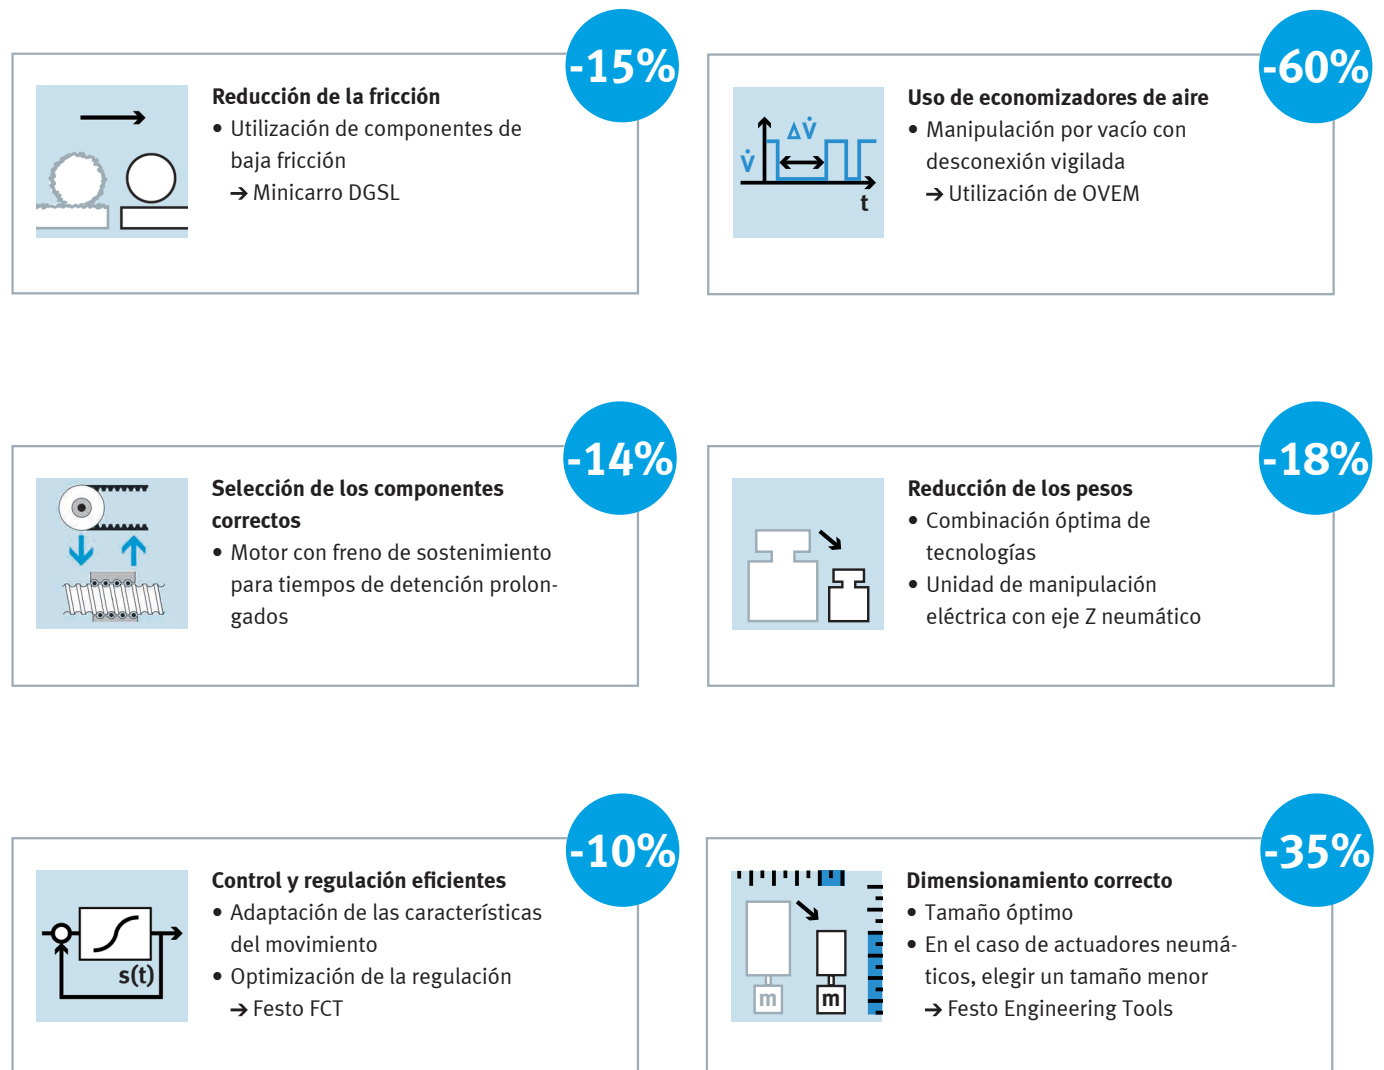 -15%
Reducción de la fricción
• Utilización de componentes de
baja fricción
→ Minicarro DGSL
-60%
V̇
ΔV̇
t
Uso de economizadores de aire
• Manipulación por vacío con
desconexión vigilada
→ Utilización de OVEM
-14%
Selección de los componentes
correctos
• Motor con freno de sostenimiento
para tiempos de detención prolon-
gados
-18%
Reducción de los pesos
• Combinación óptima de
tecnologías
• Unidad de manipulación
eléctrica con eje Z neumático
-10%
s(t)
Control y regulación eficientes
• Adaptación de las características
del movimiento
• Optimización de la regulación
→ Festo FCT
-35%
m
m
Dimensionamiento correcto
• Tamaño óptimo
• En el caso de actuadores neumá-
ticos, elegir un tamaño menor
→ Festo Engineering Tools